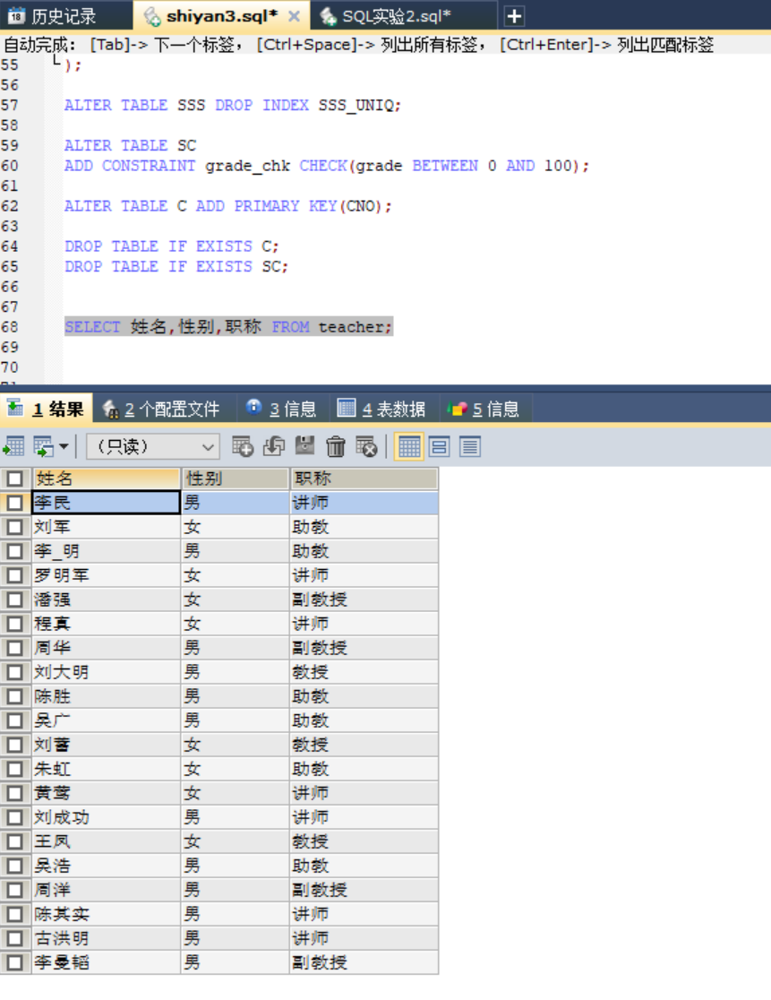 历史记录 shiyan3.sql* SQL实验2.sql*
自动完成: [Tab]-> 下一个标签, [Ctrl+Space]-> 列出所有标签, [Ctrl+Enter]-> 列出匹配标签
55 );
56
57 ALTER TABLE SSS DROP INDEX SSS_UNIQ;
58
59 ALTER TABLE SC
60 ADD CONSTRAINT grade_chk CHECK(grade BETWEEN 0 AND 100);
61
62 ALTER TABLE C ADD PRIMARY KEY(CNO);
63
64 DROP TABLE IF EXISTS C;
65 DROP TABLE IF EXISTS SC;
66
67
68 SELECT 姓名,性别,职称 FROM teacher;
69
70
1 结果 2 个配置文件 3 信息 4 表数据 5 信息
(只读)
姓名 性别 职称
李民 男 讲师
刘军 女 助教
李_明 男 助教
罗明军 女 讲师
潘强 女 副教授
程真 女 讲师
周华 男 副教授
刘大明 男 教授
陈胜 男 助教
吴广 男 助教
刘蕾 女 教授
朱虹 女 助教
黄莺 女 讲师
刘成功 男 讲师
王凤 女 教授
吴浩 男 助教
周洋 男 副教授
陈其实 男 讲师
古洪明 男 讲师
李曼韬 男 副教授